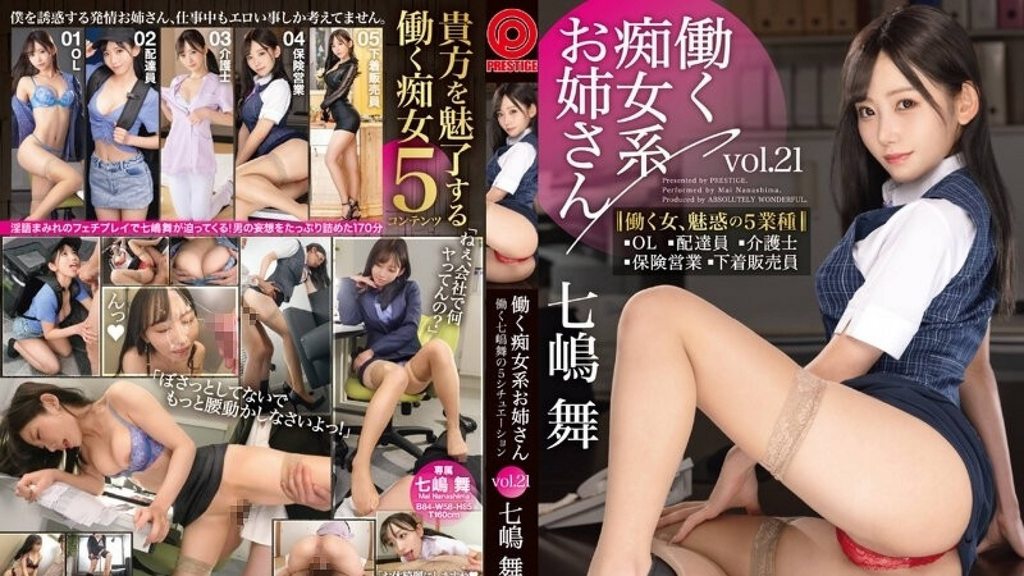 僕を誘惑する発情お姉さん、仕事中もエロい事しか考えてません。
01 OL
02 配達員
03 介護士
04 保険営業
05 下着販売員
貴方を魅了する
働く痴女5
コンテンツ
淫語まみれのフェチプレイで七嶋舞が迫ってくる!男の妄想をたっぷり詰めた170分
「ねぇ、会社で何
ヤってんの?」
んっ♥
「ぼさっとしてないで
もっと腰動かしなさいよっ!」
専属
七嶋 舞
Mai Nanashima
B84-W58-H85
T160cm
PRESTIGE
働く痴女系お姉さん
働く七嶋舞の5シチュエーション
vol.21
七嶋 舞
働く
痴女系
お姉さん
vol.21
Presented by PRESTIGE.
Performed by Mai Nanashima.
Produced by ABSOLUTELY WONDERFUL.
働く女、魅惑の5業種
▪OL ▪配達員 ▪介護士
▪保険営業 ▪下着販売員
七嶋 舞